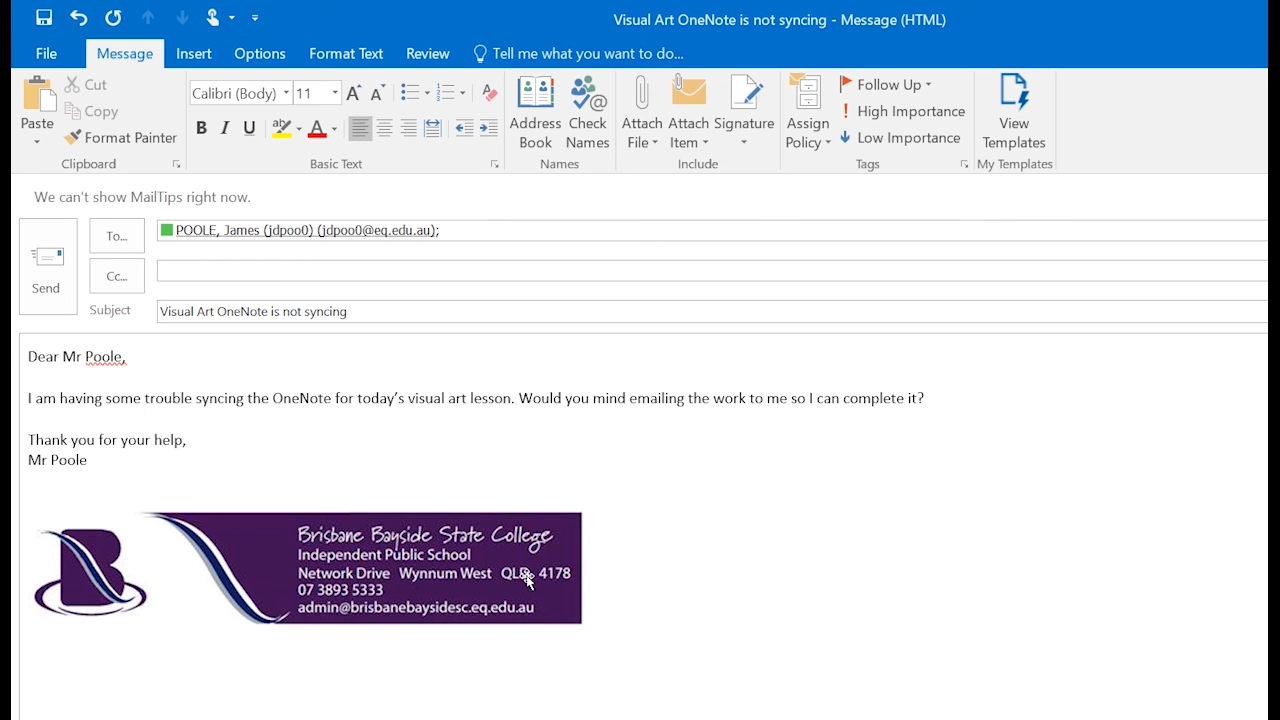 Visual Art OneNote is not syncing - Message (HTML)
File Message Insert Options Format Text Review Tell me what you want to do...
Paste
Cut
Copy
Format Painter
Clipboard
Calibri (Body) 11
B I U A
Basic Text
Address Book
Check Names
Names
Attach File
Attach Item
Signature
Include
Assign Policy
Follow Up
High Importance
Low Importance
Tags
View Templates
My Templates
We can't show MailTips right now.
Send
To... POOLE, James (jdpoo0) (jdpoo0@eq.edu.au);
Cc...
Subject Visual Art OneNote is not syncing
Dear Mr Poole,
I am having some trouble syncing the OneNote for today's visual art lesson. Would you mind emailing the work to me so I can complete it?
Thank you for your help,
Mr Poole
B
Brisbane Bayside State College
Independent Public School
Network Drive Wynnum West QLD 4178
07 3893 5333
admin@brisbanebaysidesc.eq.edu.au